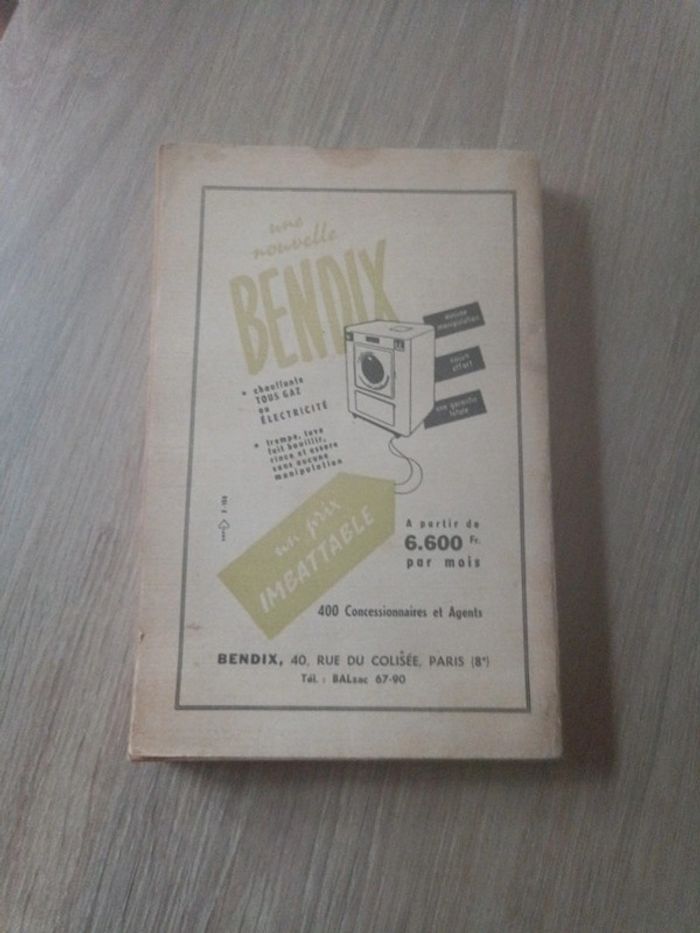 une
nouvelle
BENDIX
aucune
manipulation
aucun
effort
une garantie
totale
• chauffante
TOUS GAZ
ou
ÉLECTRICITÉ
• trempe, lave
fait bouillir,
rince et essore
sans aucune
manipulation
un prix
IMBATTABLE
A partir de
6.600 Fr.
par mois
400 Concessionnaires et Agents
BENDIX, 40, RUE DU COLISÉE, PARIS (8ᵉ)
Tél. : BALzac 67-90